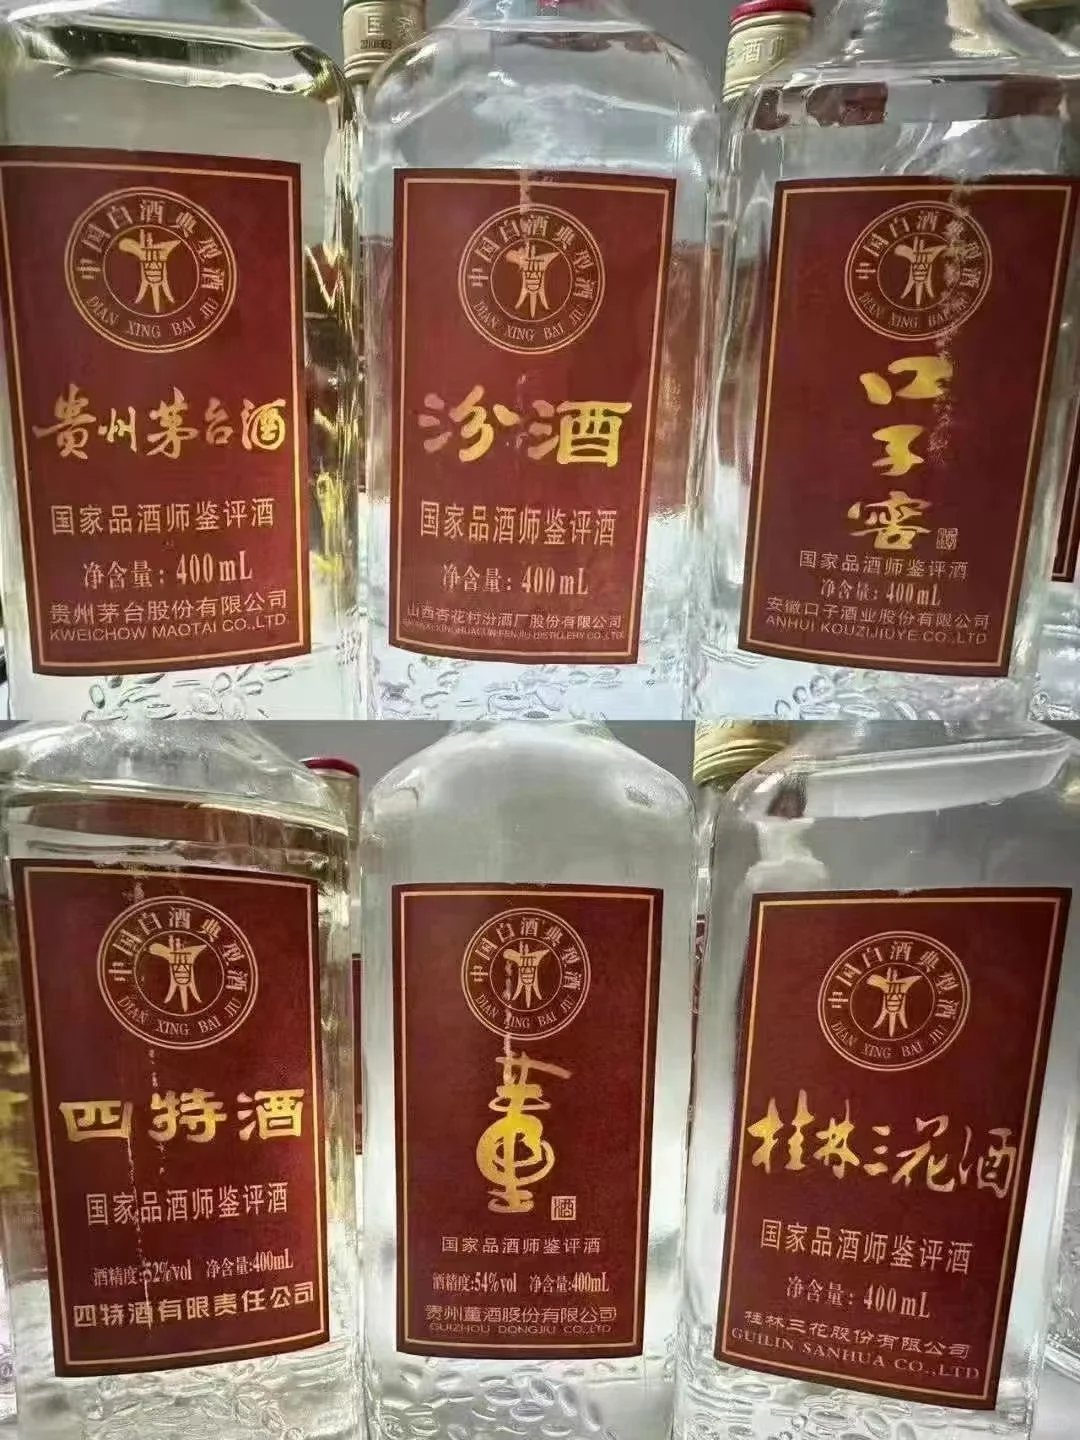 国家
酒师
中国白酒典型酒
DIAN XING BAI JIU
贵州茅台酒
国家品酒师鉴评酒
净含量：400mL
贵州茅台股份有限公司
KWEICHOW MAOTAI CO.,LTD.
中国白酒典型酒
DIAN XING BAI JIU
汾酒
国家品酒师鉴评酒
净含量：400mL
山西杏花村汾酒厂股份有限公司
中国白酒典型酒
DIAN XING BAI JIU
口子窖
国家品酒师鉴评酒
净含量：400mL
安徽口子酒业股份有限公司
ANHUI KOUZIJIUYE CO.,LTD
中国白酒典型酒
DIAN XING BAI JIU
四特酒
国家品酒师鉴评酒
酒精度:52%vol 净含量:400mL
四特酒有限责任公司
中国白酒典型酒
DIAN XING BAI JIU
董
酒
国家品酒师鉴评酒
酒精度:54%vol 净含量:400mL
贵州董酒股份有限公司
GUIZHOU DONGJIU CO.,LTD
中国白酒典型酒
DIAN XING BAI JIU
桂林三花酒
国家品酒师鉴评酒
净含量：400mL
桂林三花股份有限公司
GUILIN SANHUA CO.,LTD